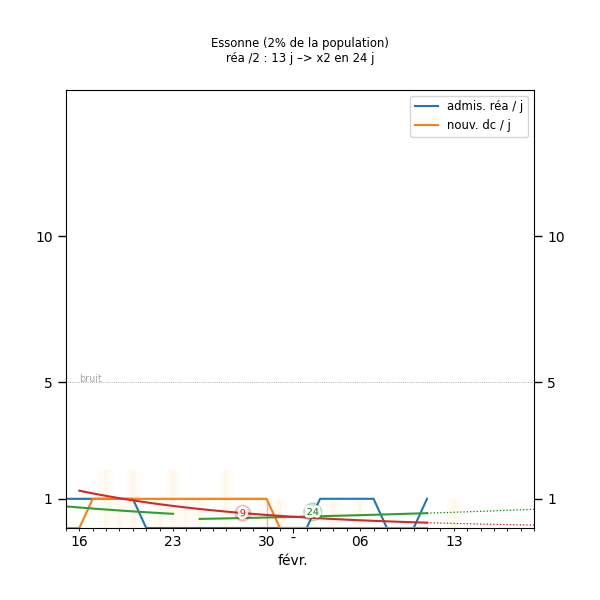 Essonne (2% de la population)
réa /2 : 13 j –> x2 en 24 j
admis. réa / j
nouv. dc / j
10
10
5
5
bruit
1
1
9
24
16
23
30
-
06
13
févr.